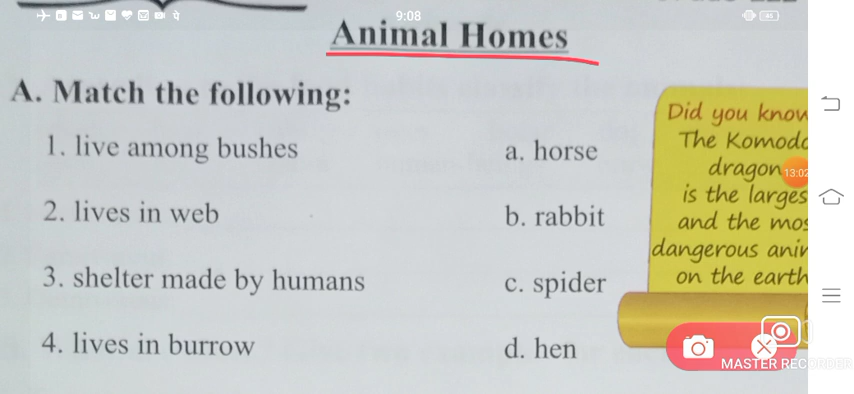 9:08
Animal Homes
A. Match the following:
1. live among bushes
a. horse
2. lives in web
b. rabbit
3. shelter made by humans
c. spider
4. lives in burrow
d. hen
Did you know
The Komodo
dragon
is the larges
and the mos
dangerous anim
on the earth
13:02
MASTER RECORDER